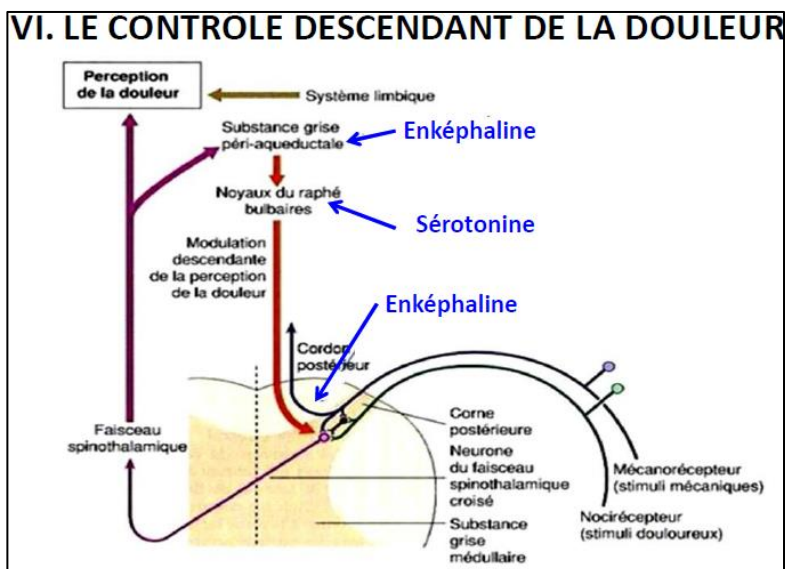 VI. LE CONTRÔLE DESCENDANT DE LA DOULEUR
Perception
de la douleur
Système limbique
Substance grise
péri-aqueductale
Enképhaline
Noyaux du raphé
bulbaires
Sérotonine
Modulation
descendante
de la perception
de la douleur
Enképhaline
Cordon
postérieur
Corne
postérieure
Faisceau
spinothalamique
Neurone
du faisceau
spinothalamique
croisé
Mécanorécepteur
(stimuli mécaniques)
Nocirécepteur
(stimuli douloureux)
Substance
grise
médullaire